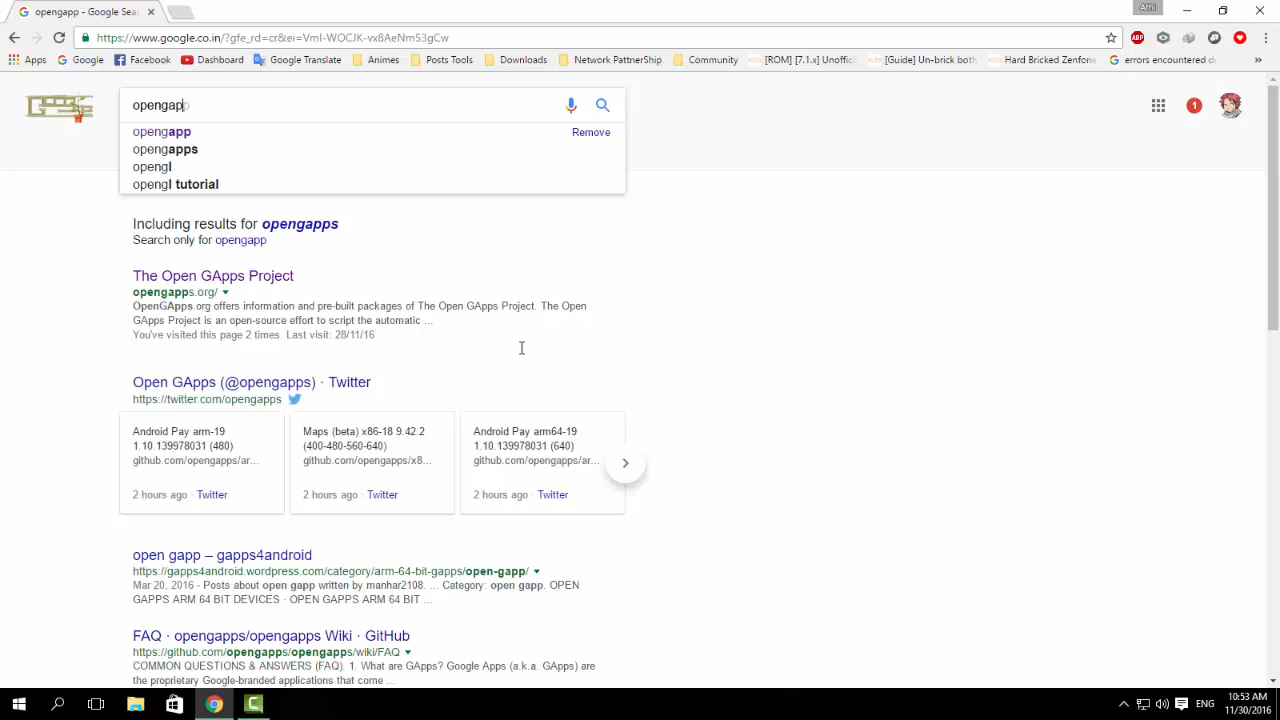 opengapp - Google Sea
Athi
https://www.google.co.in/?gfe_rd=cr&ei=VmI-WOCJK-vx8AeNm53gCw
Apps Google Facebook Dashboard Google Translate Animes Posts Tools Downloads Network PartnerShip Community [ROM] [7.1.x] Unoffici [Guide] Un-brick both Hard Bricked Zenfone errors encountered d »
opengapp
1
opengapp Remove
opengapps
opengl
opengl tutorial
Including results for opengapps
Search only for opengapp
The Open GApps Project
opengapps.org/
OpenGApps.org offers information and pre-built packages of The Open GApps Project. The Open
GApps Project is an open-source effort to script the automatic ...
You've visited this page 2 times. Last visit: 28/11/16
Open GApps (@opengapps) · Twitter
https://twitter.com/opengapps
Android Pay arm-19
1.10.139978031 (480)
github.com/opengapps/ar...
2 hours ago · Twitter
Maps (beta) x86-18 9.42.2
(400-480-560-640)
github.com/opengapps/x8...
2 hours ago · Twitter
Android Pay arm64-19
1.10.139978031 (640)
github.com/opengapps/ar...
2 hours ago · Twitter
open gapp – gapps4android
https://gapps4android.wordpress.com/category/arm-64-bit-gapps/open-gapp/
Mar 20, 2016 - Posts about open gapp written by manhar2108. ... Category: open gapp. OPEN
GAPPS ARM 64 BIT DEVICES · OPEN GAPPS ARM 64 BIT ...
FAQ · opengapps/opengapps Wiki · GitHub
https://github.com/opengapps/opengapps/wiki/FAQ
COMMON QUESTIONS & ANSWERS (FAQ). 1. What are GApps? Google Apps (a.k.a. GApps) are
the proprietary Google-branded applications that come ...
ENG
10:53 AM
11/30/2016